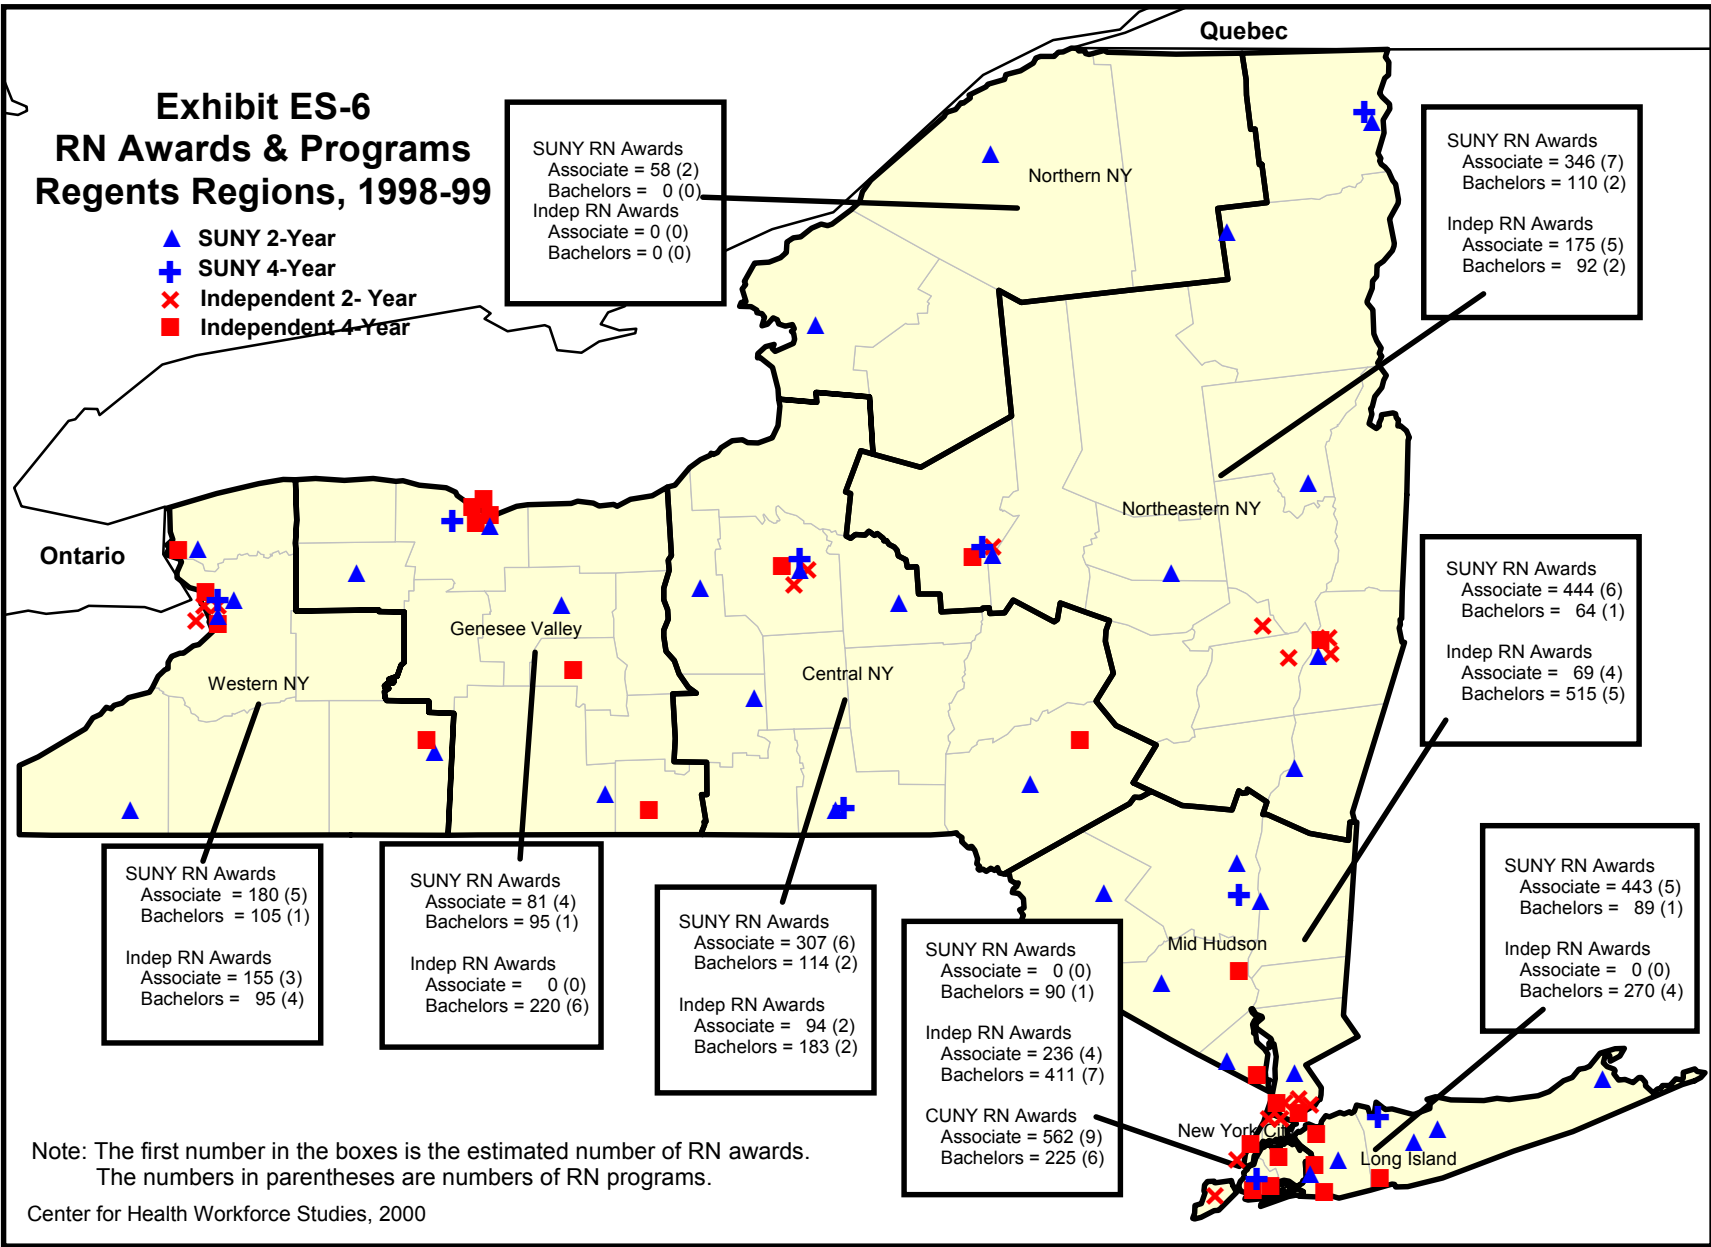 Exhibit ES-6
RN Awards & Programs
Regents Regions, 1998-99
SUNY 2-Year
SUNY 4-Year
Independent 2- Year
Independent 4-Year
Quebec
Ontario
SUNY RN Awards
Associate = 58 (2)
Bachelors = 0 (0)
Indep RN Awards
Associate = 0 (0)
Bachelors = 0 (0)
Northern NY
SUNY RN Awards
Associate = 346 (7)
Bachelors = 110 (2)
Indep RN Awards
Associate = 175 (5)
Bachelors = 92 (2)
Northeastern NY
SUNY RN Awards
Associate = 444 (6)
Bachelors = 64 (1)
Indep RN Awards
Associate = 69 (4)
Bachelors = 515 (5)
Genesee Valley
Western NY
Central NY
Mid Hudson
New York City
Long Island
SUNY RN Awards
Associate = 180 (5)
Bachelors = 105 (1)
Indep RN Awards
Associate = 155 (3)
Bachelors = 95 (4)
SUNY RN Awards
Associate = 81 (4)
Bachelors = 95 (1)
Indep RN Awards
Associate = 0 (0)
Bachelors = 220 (6)
SUNY RN Awards
Associate = 307 (6)
Bachelors = 114 (2)
Indep RN Awards
Associate = 94 (2)
Bachelors = 183 (2)
SUNY RN Awards
Associate = 0 (0)
Bachelors = 90 (1)
Indep RN Awards
Associate = 236 (4)
Bachelors = 411 (7)
CUNY RN Awards
Associate = 562 (9)
Bachelors = 225 (6)
SUNY RN Awards
Associate = 443 (5)
Bachelors = 89 (1)
Indep RN Awards
Associate = 0 (0)
Bachelors = 270 (4)
Note: The first number in the boxes is the estimated number of RN awards.
The numbers in parentheses are numbers of RN programs.
Center for Health Workforce Studies, 2000